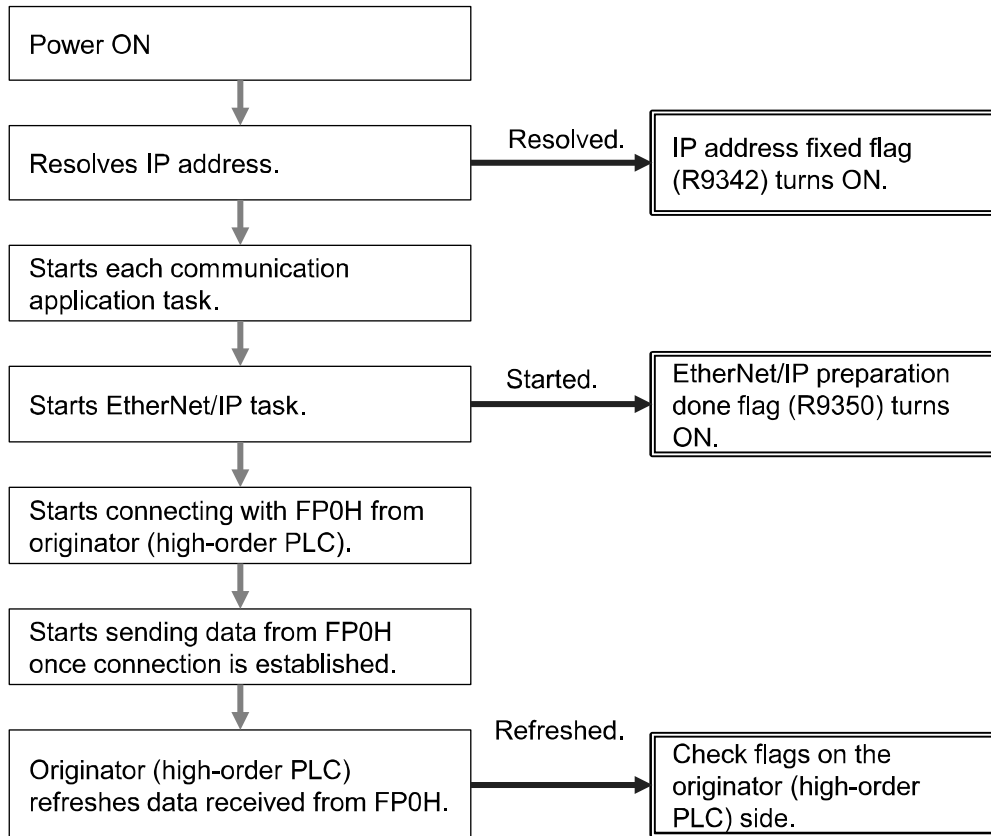 Power ON
Resolves IP address.
Resolved.
IP address fixed flag
(R9342) turns ON.
Starts each communication
application task.
Starts EtherNet/IP task.
Started.
EtherNet/IP preparation
done flag (R9350) turns
ON.
Starts connecting with FP0H from
originator (high-order PLC).
Starts sending data from FP0H
once connection is established.
Originator (high-order PLC)
refreshes data received from FP0H.
Refreshed.
Check flags on the
originator (high-order
PLC) side.